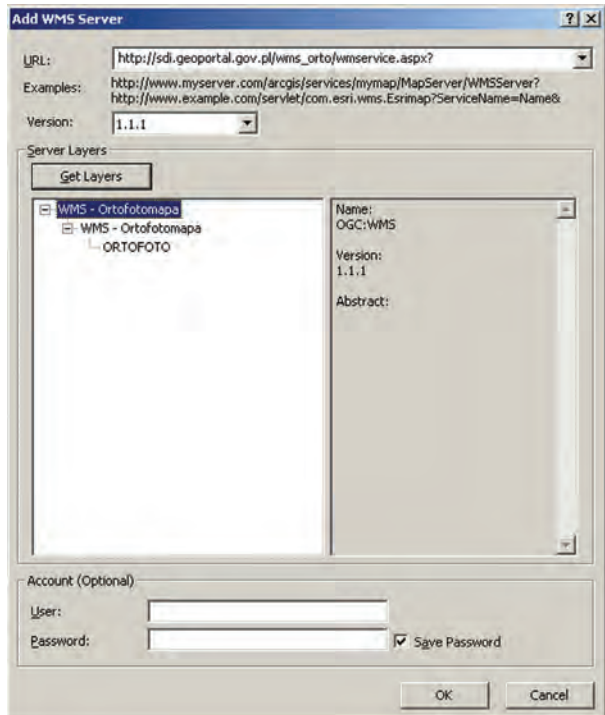 Add WMS Server
URL: http://sdi.geoportal.gov.pl/wms_orto/wmservice.aspx?
Examples: http://www.myserver.com/arcgis/services/mymap/MapServer/WMSServer?
http://www.example.com/servlet/com.esri.wms.Esrimap?ServiceName=Name&
Version: 1.1.1
Server Layers
Get Layers
WMS - Ortofotomapa
WMS - Ortofotomapa
ORTOFOTO
Name:
OGC:WMS
Version:
1.1.1
Abstract:
Account (Optional)
User:
Password:
Save Password
OK Cancel